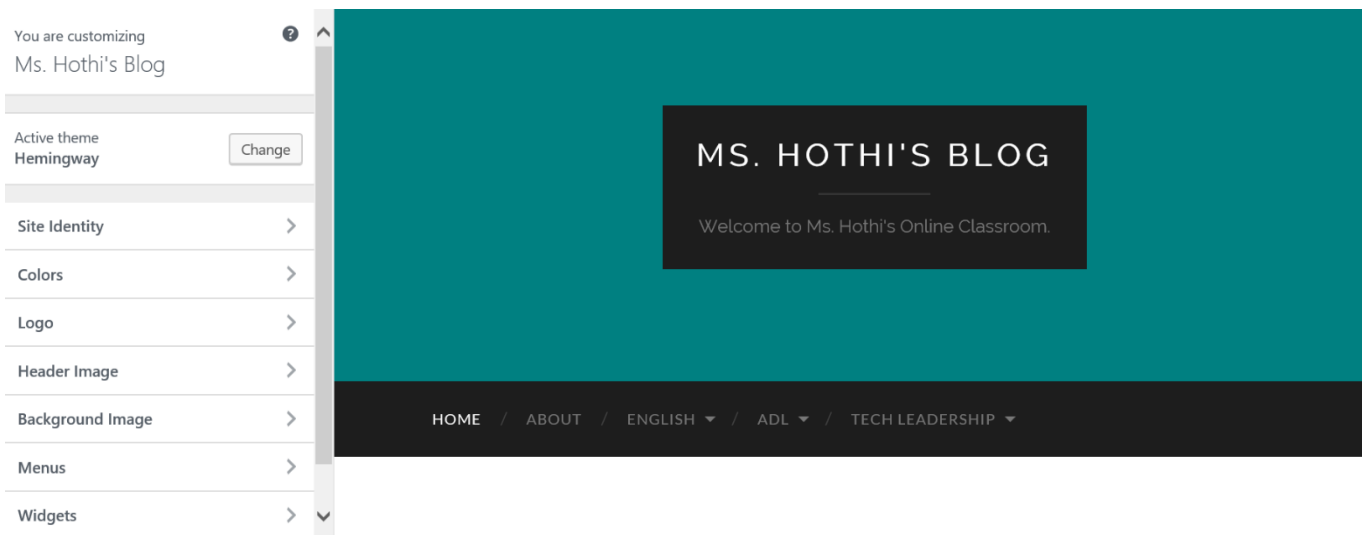 You are customizing
Ms. Hothi's Blog
Active theme
Hemingway
Change
Site Identity
Colors
Logo
Header Image
Background Image
Menus
Widgets
MS. HOTHI'S BLOG
Welcome to Ms. Hothi's Online Classroom.
HOME / ABOUT / ENGLISH / ADL / TECH LEADERSHIP